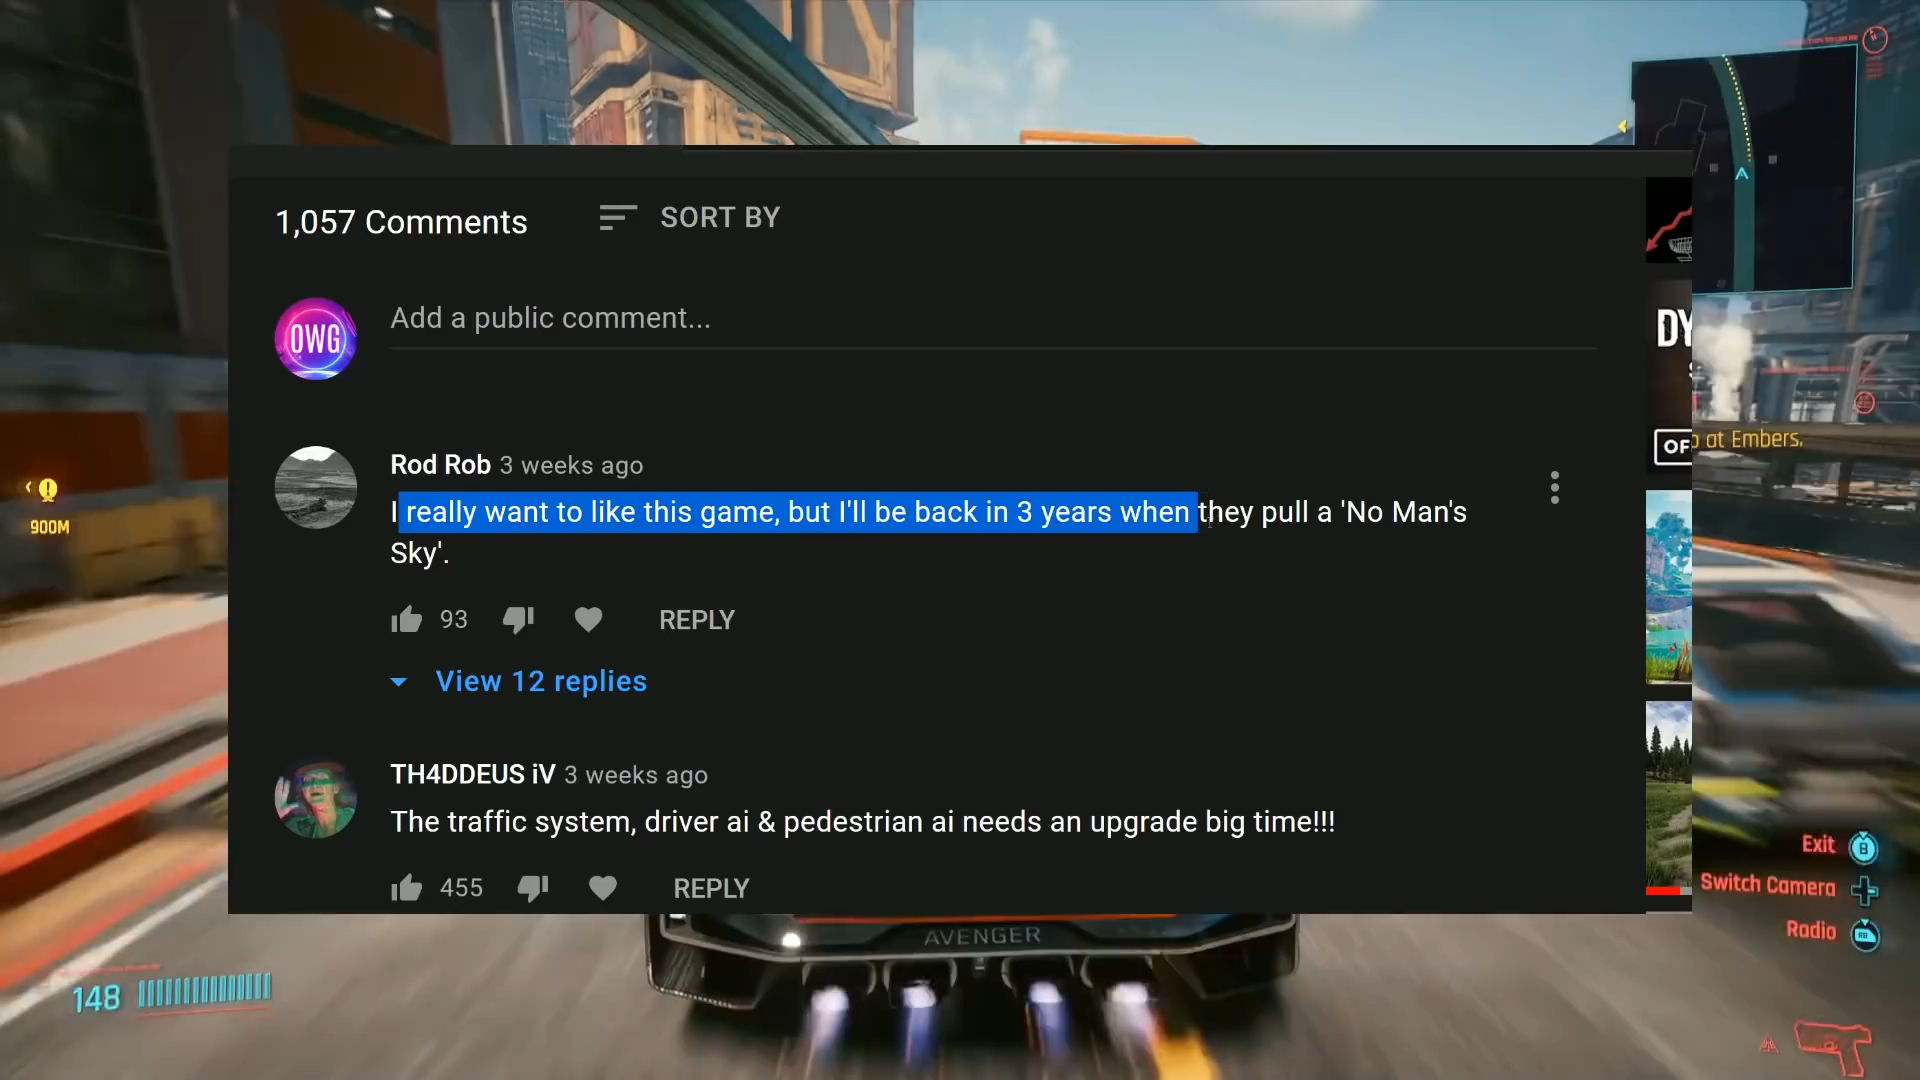 1,057 Comments
SORT BY
OWG
Add a public comment...
DY
OF
o at Embers.
Rod Rob 3 weeks ago
I really want to like this game, but I'll be back in 3 years when they pull a 'No Man's
Sky'.
93
REPLY
View 12 replies
900M
TH4DDEUS iV 3 weeks ago
The traffic system, driver ai & pedestrian ai needs an upgrade big time!!!
455
REPLY
Exit B
Switch Camera
Radio RB
AVENGER
148